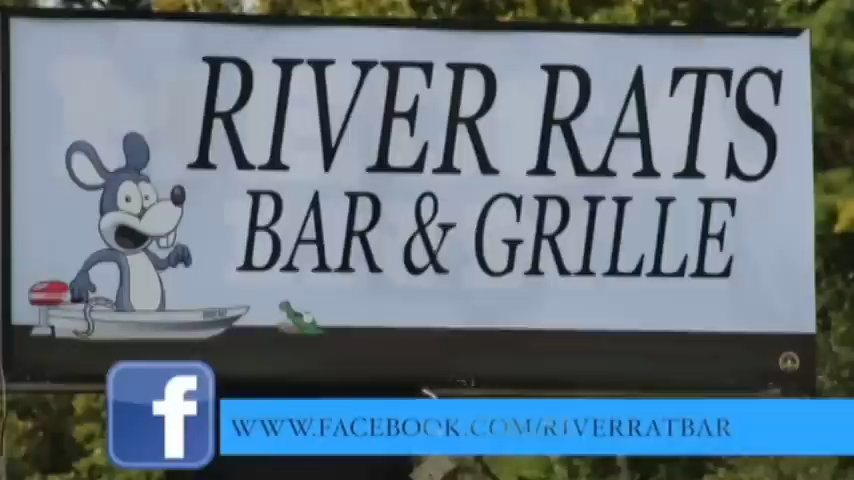 RIVER RATS
BAR & GRILLE
f
WWW.FACEBOOK.COM/RIVERRATBAR